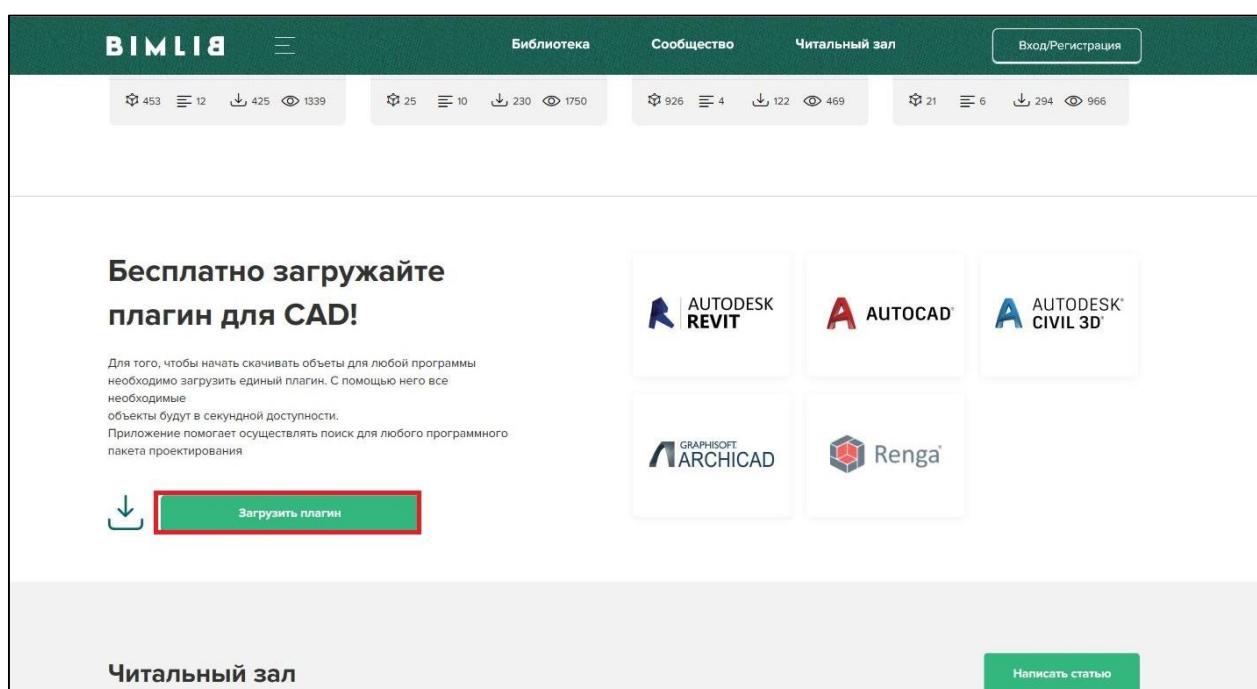 BIMLIB
Библиотека
Сообщество
Читальный зал
Вход/Регистрация
453 12 425 1339
25 10 230 1750
926 4 122 469
21 6 294 966
Бесплатно загружайте
плагин для CAD!
Для того, чтобы начать скачивать объеты для любой программы
необходимо загрузить единый плагин. С помощью него все
необходимые
объекты будут в секундной доступности.
Приложение помогает осуществлять поиск для любого программного
пакета проектирования
Загрузить плагин
AUTODESK
REVIT
AUTOCAD®
AUTODESK®
CIVIL 3D®
GRAPHISOFT
ARCHICAD
Renga
Читальный зал
Написать статью